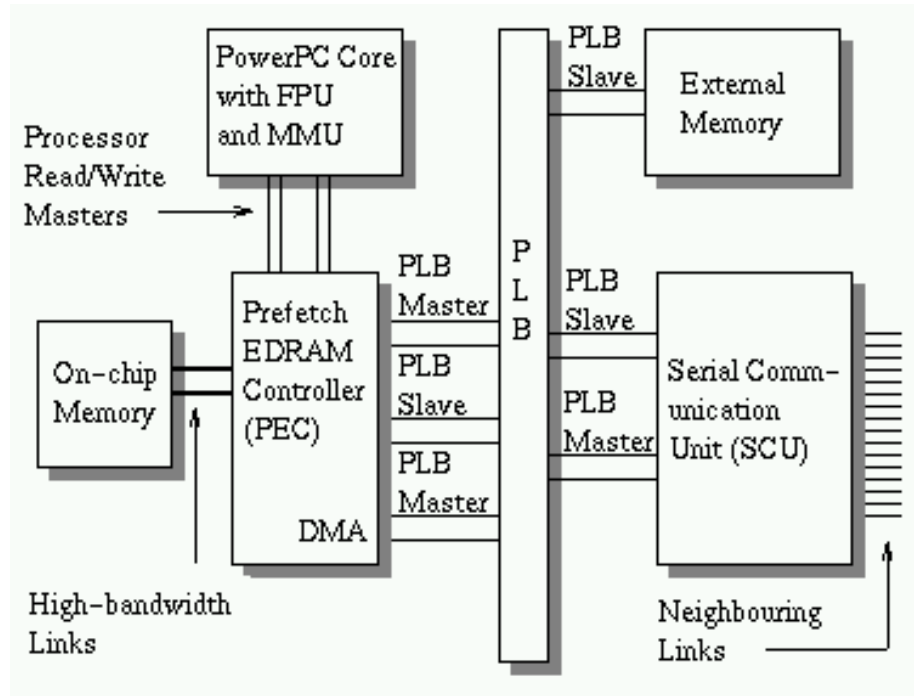 PowerPC Core
with FPU
and MMU
Processor
Read/Write
Masters
PLB
Slave
External
Memory
On-chip
Memory
Prefetch
EDRAM
Controller
(PEC)
DMA
PLB
Master
PLB
Slave
PLB
Master
P
L
B
PLB
Slave
PLB
Master
Serial Comm-
unication
Unit (SCU)
High-bandwidth
Links
Neighbouring
Links